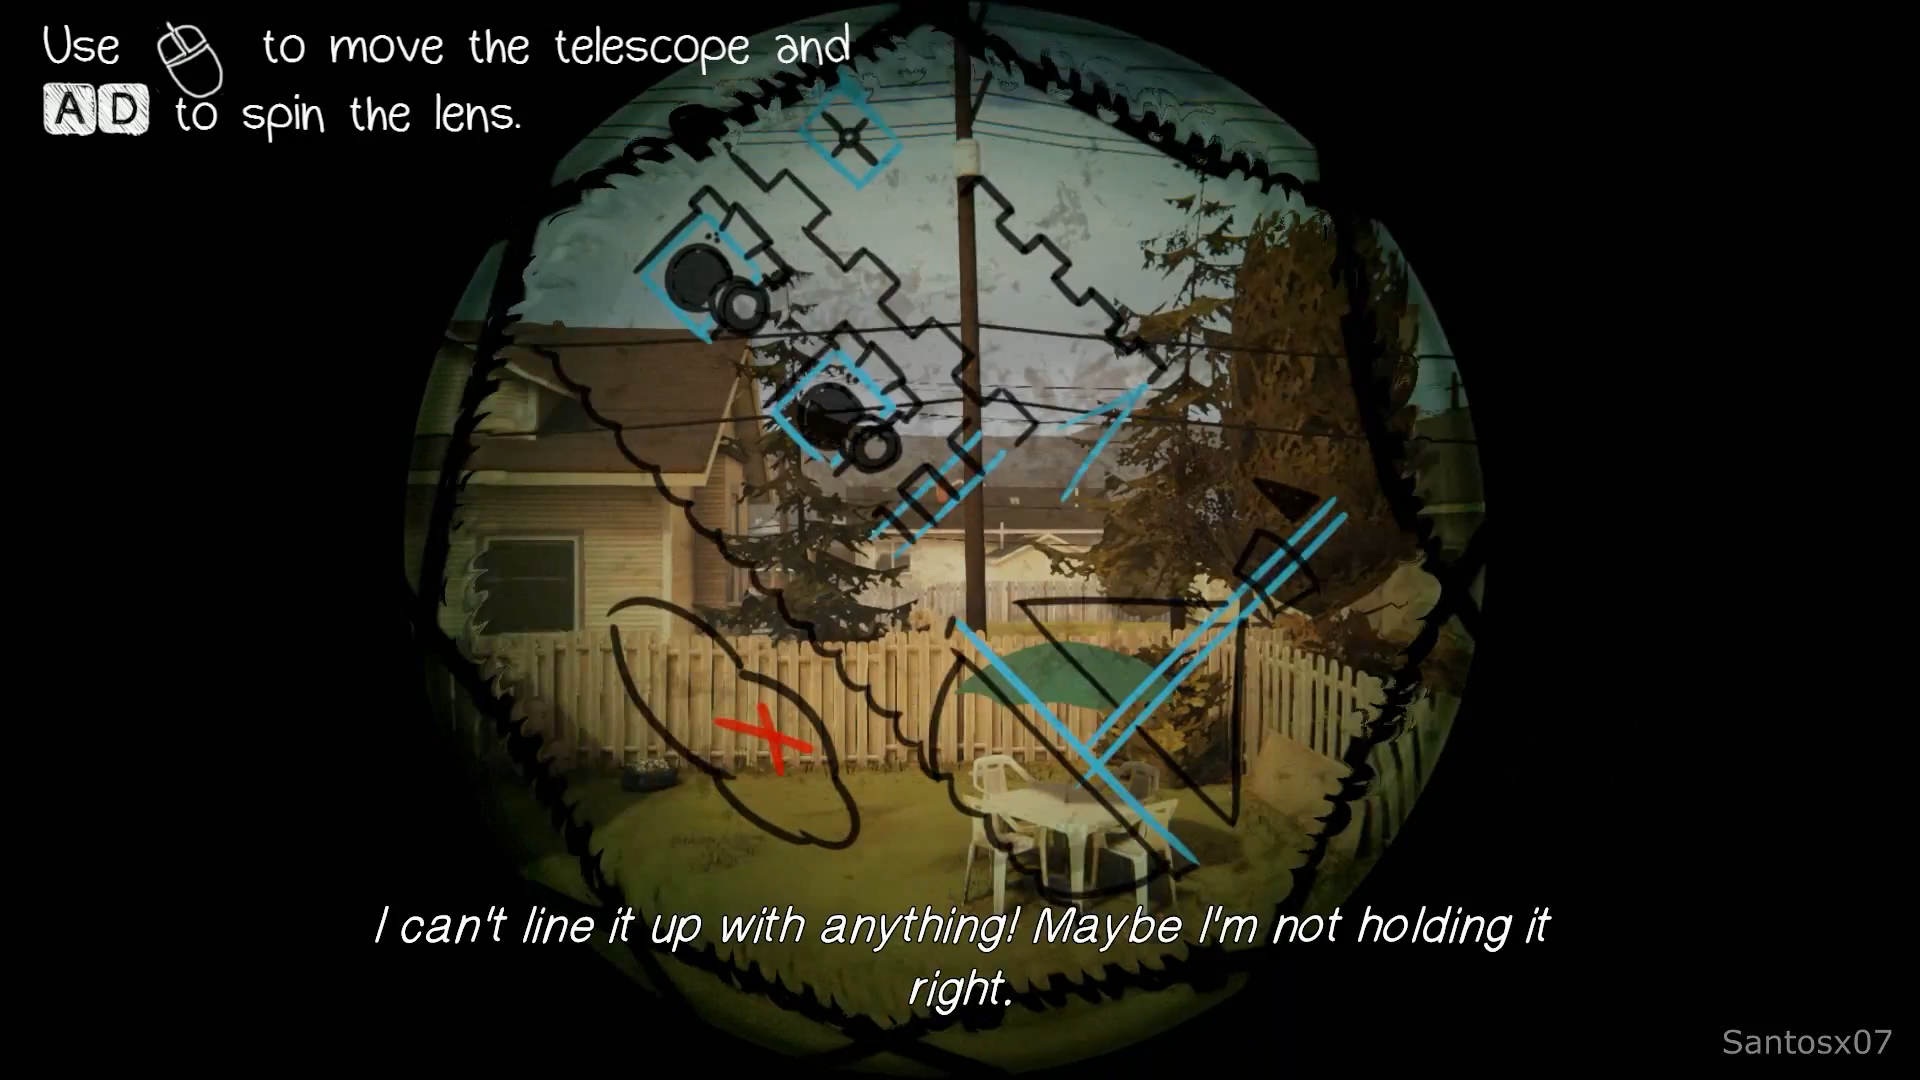 Use to move the telescope and
A D to spin the lens.
I can't line it up with anything! Maybe I'm not holding it
right.
Santosx07